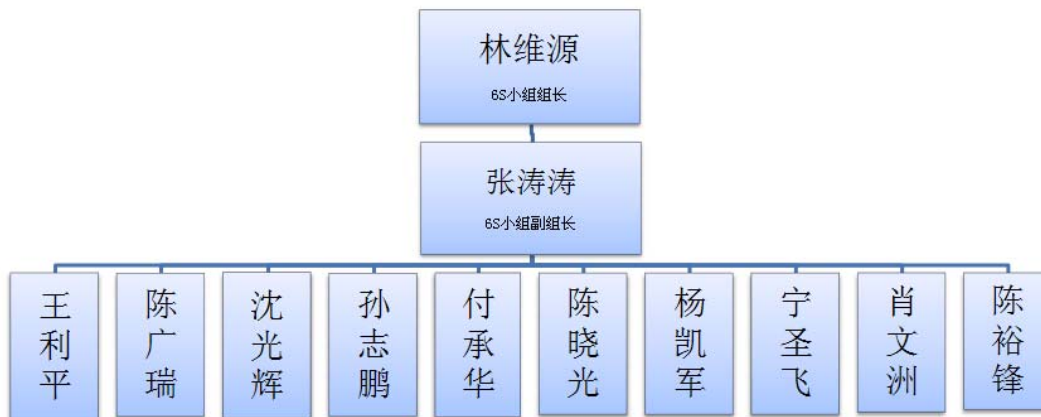 林维源
6S小组组长
张涛涛
6S小组副组长
王利平
陈广瑞
沈光辉
孙志鹏
付承华
陈晓光
杨凯军
宁圣飞
肖文洲
陈裕锋